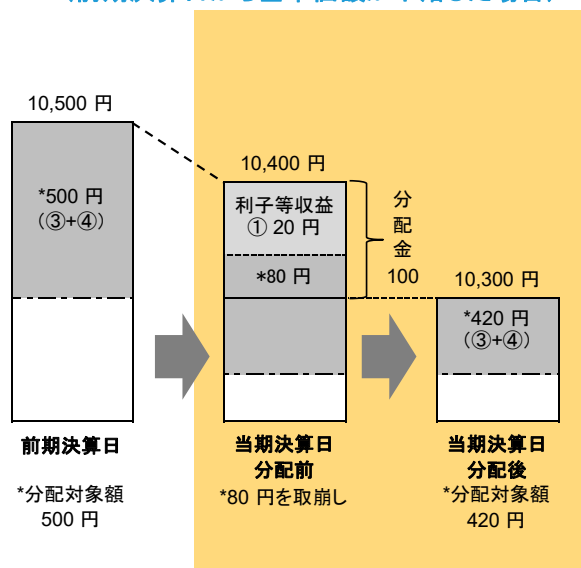 10,500 円
*500 円
(③+④)
前期決算日
*分配対象額
500 円
10,400 円
利子等収益
① 20 円
*80 円
分
配
金
100
当期決算日
分配前
*80 円を取崩し
10,300 円
*420 円
(③+④)
当期決算日
分配後
*分配対象額
420 円